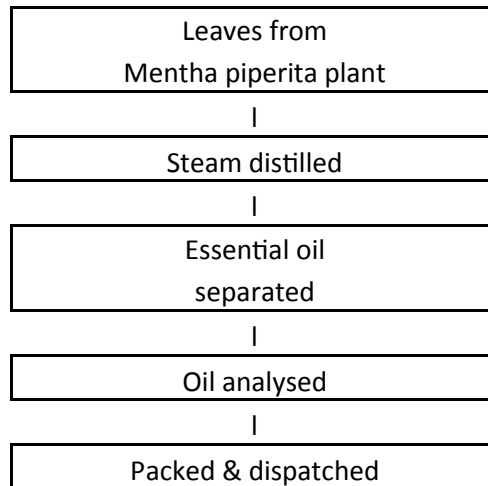 Leaves from
Mentha piperita plant
Steam distilled
Essential oil
separated
Oil analysed
Packed & dispatched